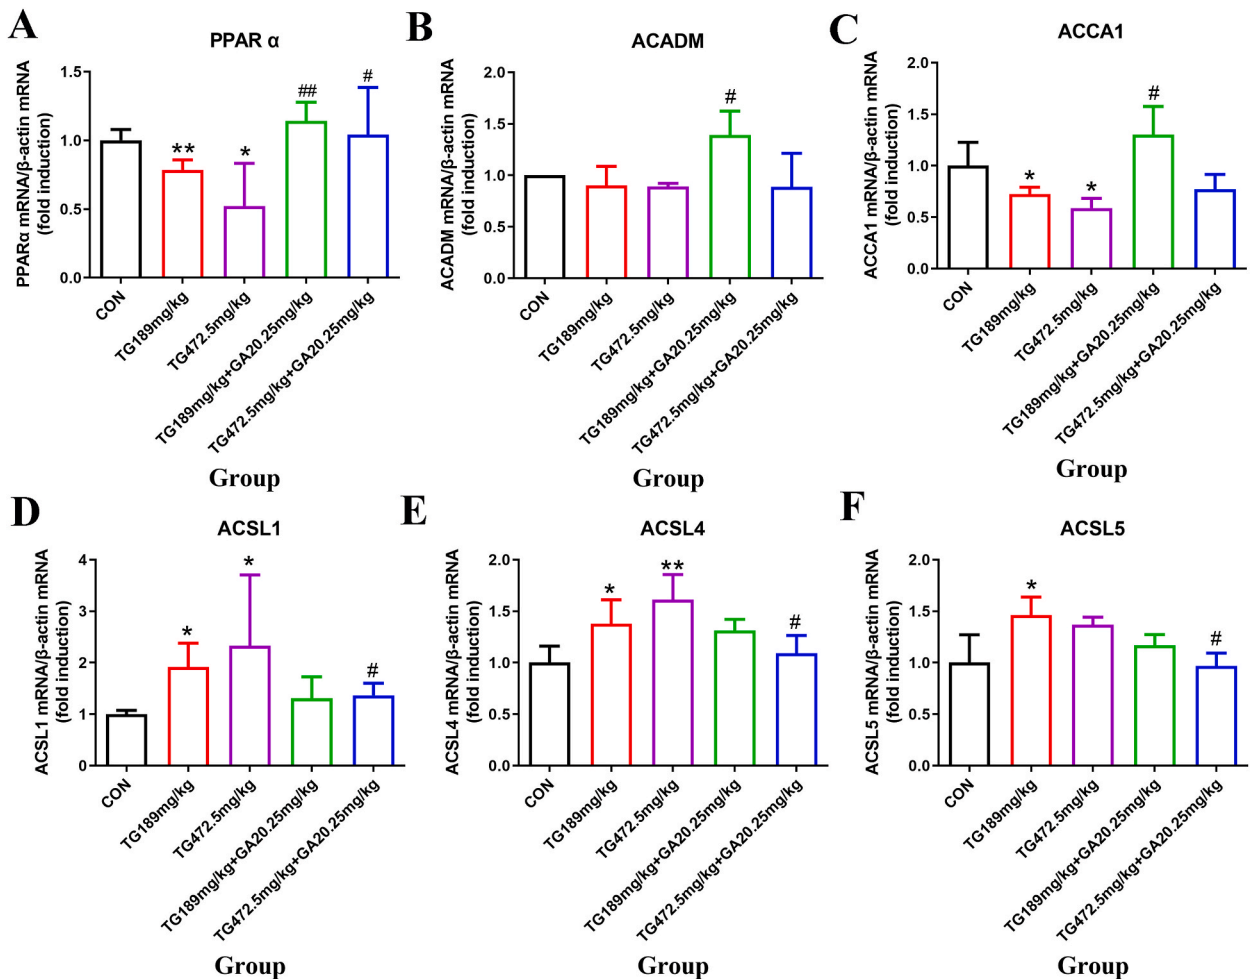 A
PPAR α
PPARα mRNA/β-actin mRNA
(fold induction)
1.5
1.0
0.5
0.0
**
*
##
#
CON
TG189mg/kg
TG472.5mg/kg
TG189mg/kg+GA20.25mg/kg
TG472.5mg/kg+GA20.25mg/kg
Group
B
ACADM
ACADM mRNA/β-actin mRNA
(fold induction)
2.0
1.5
1.0
0.5
0.0
#
CON
TG189mg/kg
TG472.5mg/kg
TG189mg/kg+GA20.25mg/kg
TG472.5mg/kg+GA20.25mg/kg
Group
C
ACCA1
ACCA1 mRNA/β-actin mRNA
(fold induction)
2.0
1.5
1.0
0.5
0.0
*
*
#
CON
TG189mg/kg
TG472.5mg/kg
TG189mg/kg+GA20.25mg/kg
TG472.5mg/kg+GA20.25mg/kg
Group
D
ACSL1
ACSL1 mRNA/β-actin mRNA
(fold induction)
4
3
2
1
0
*
*
#
CON
TG189mg/kg
TG472.5mg/kg
TG189mg/kg+GA20.25mg/kg
TG472.5mg/kg+GA20.25mg/kg
Group
E
ACSL4
ACSL4 mRNA/β-actin mRNA
(fold induction)
2.0
1.5
1.0
0.5
0.0
*
**
#
CON
TG189mg/kg
TG472.5mg/kg
TG189mg/kg+GA20.25mg/kg
TG472.5mg/kg+GA20.25mg/kg
Group
F
ACSL5
ACSL5 mRNA/β-actin mRNA
(fold induction)
2.0
1.5
1.0
0.5
0.0
*
#
CON
TG189mg/kg
TG472.5mg/kg
TG189mg/kg+GA20.25mg/kg
TG472.5mg/kg+GA20.25mg/kg
Group